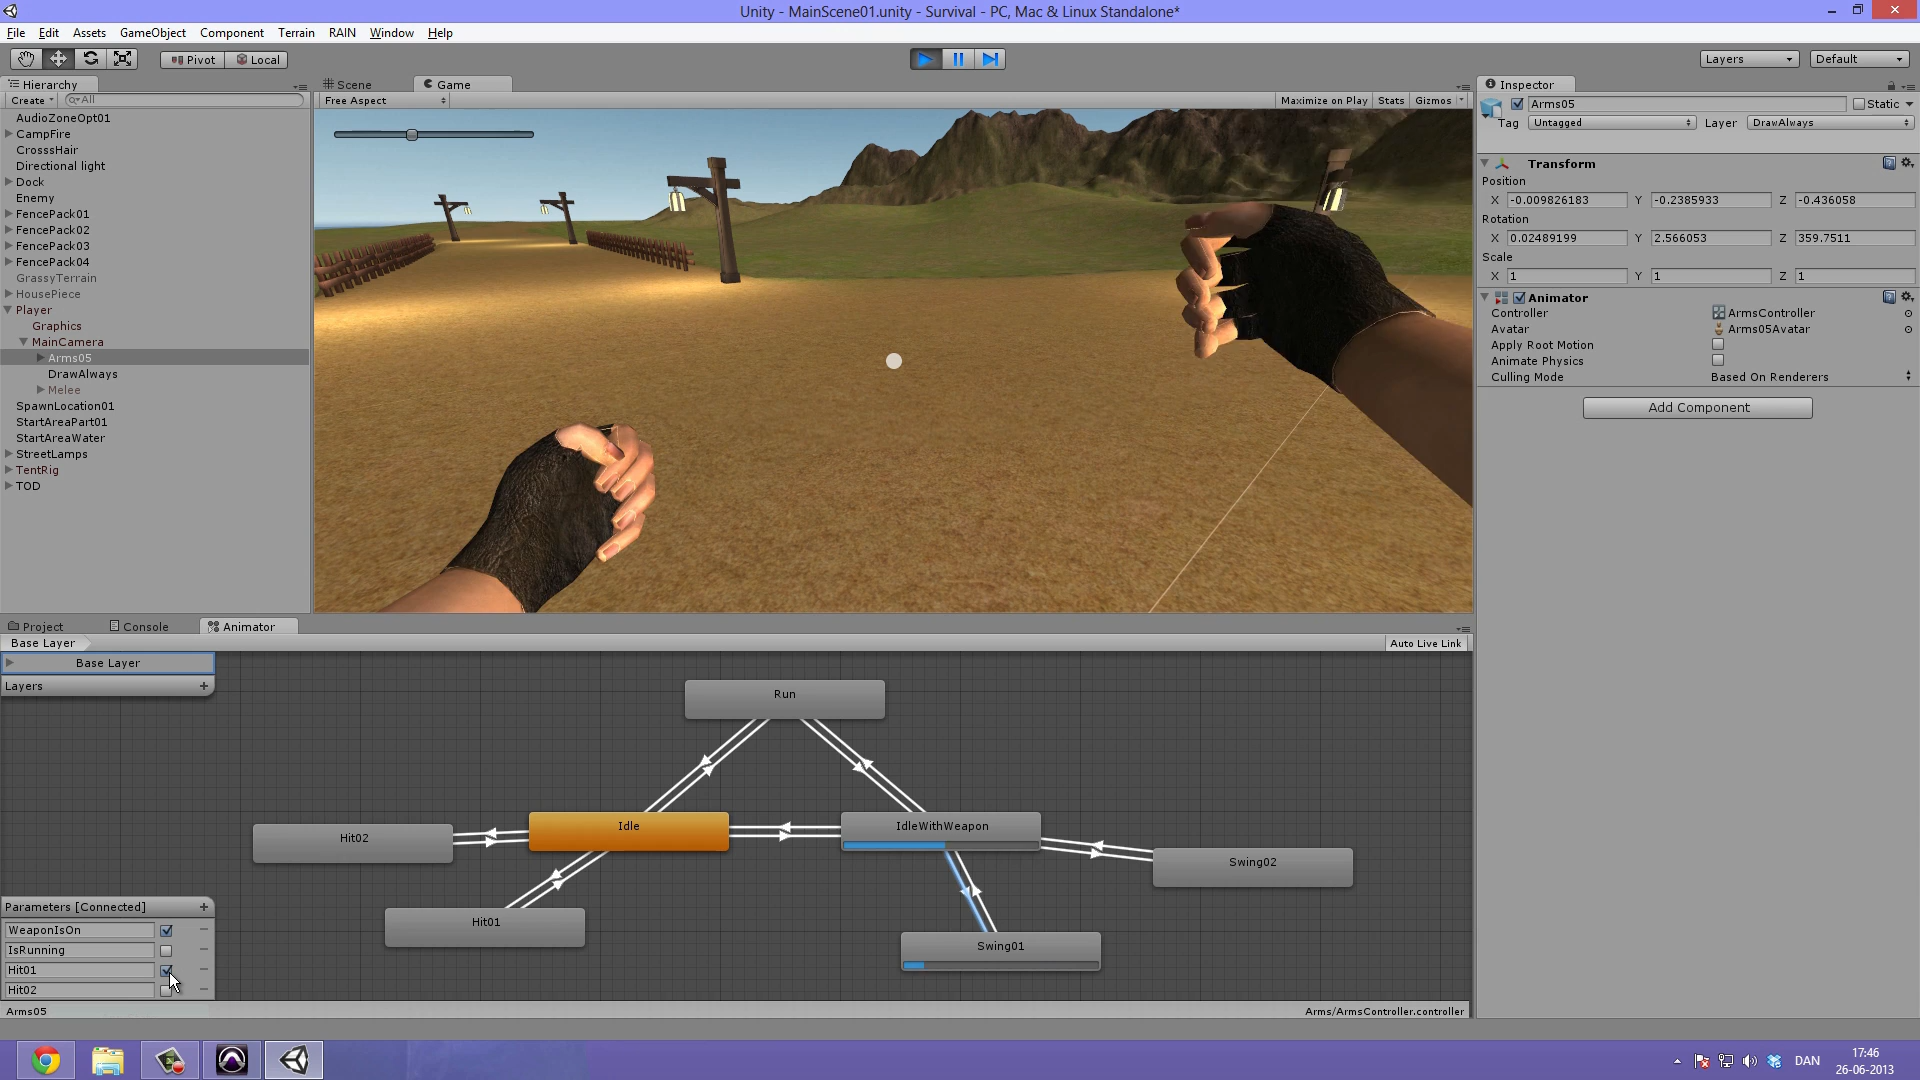 Unity - MainScene01.unity - Survival - PC, Mac & Linux Standalone*
File Edit Assets GameObject Component Terrain RAIN Window Help
Pivot Local Layers Default
Hierarchy
Create All
AudioZoneOpt01
CampFire
CrosssHair
Directional light
Dock
Enemy
FencePack01
FencePack02
FencePack03
FencePack04
GrassyTerrain
HousePiece
Player
Graphics
MainCamera
Arms05
DrawAlways
Melee
SpawnLocation01
StartAreaPart01
StartAreaWater
StreetLamps
TentRig
TOD
Scene Game
Free Aspect Maximize on Play Stats Gizmos
Inspector
Arms05 Static
Tag Untagged Layer DrawAlways
Transform
Position
X -0.009826183 Y -0.2385933 Z -0.436058
Rotation
X 0.02489199 Y 2.566053 Z 359.7511
Scale
X 1 Y 1 Z 1
Animator
Controller ArmsController
Avatar Arms05Avatar
Apply Root Motion
Animate Physics
Culling Mode Based On Renderers
Add Component
Project Console Animator
Base Layer Auto Live Link
Base Layer
Layers +
Run
Idle
IdleWithWeapon
Hit02
Swing02
Hit01
Swing01
Parameters [Connected] +
WeaponIsOn
IsRunning
Hit01
Hit02
Arms05 Arms/ArmsController.controller
DAN
17:46
26-06-2013